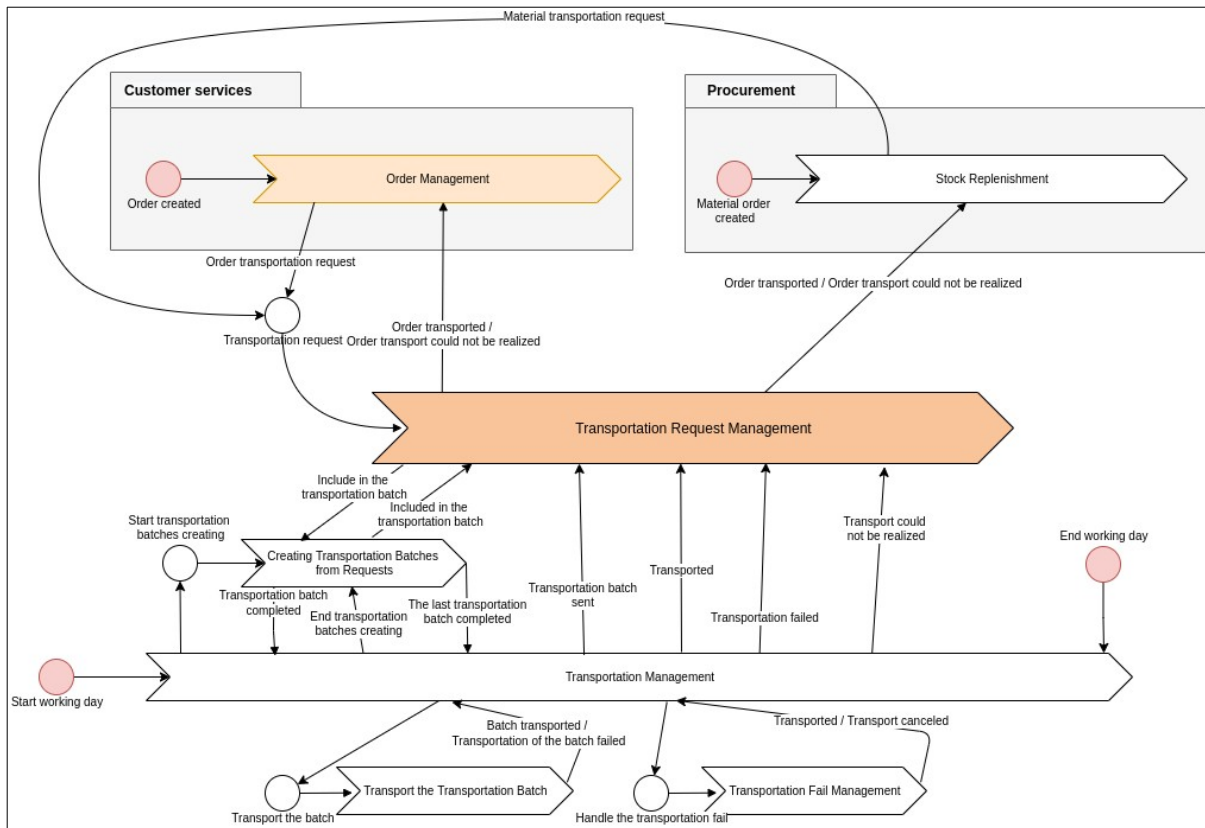 Material transportation request
Customer services
Procurement
Order Management
Stock Replenishment
Order created
Material order
created
Order transportation request
Order transported / Order transport could not be realized
Transportation request
Order transported /
Order transport could not be realized
Transportation Request Management
Include in the
transportation batch
Included in the
transportation batch
Start transportation
batches creating
Transport could
not be realized
End working day
Creating Transportation Batches
from Requests
Transported
Transportation batch
sent
Transportation batch
completed
End transportation
batches creating
The last transportation
batch completed
Transportation failed
Transportation Management
Start working day
Batch transported /
Transportation of the batch failed
Transported / Transport canceled
Transport the Transportation Batch
Transportation Fail Management
Transport the batch
Handle the transportation fail